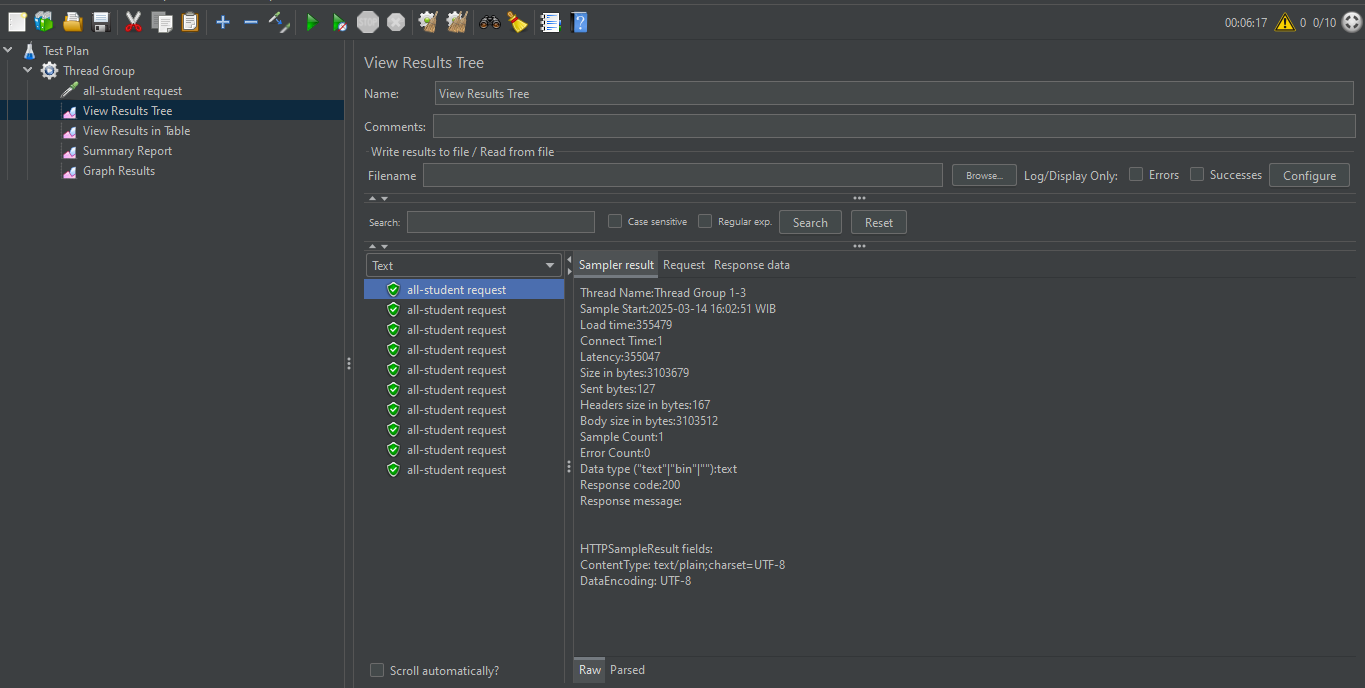 00:06:17 0 0/10
Test Plan
Thread Group
all-student request
View Results Tree
View Results in Table
Summary Report
Graph Results
View Results Tree
Name: View Results Tree
Comments:
Write results to file / Read from file
Filename Browse... Log/Display Only: Errors Successes Configure
Search: Case sensitive Regular exp. Search Reset
Text
all-student request
all-student request
all-student request
all-student request
all-student request
all-student request
all-student request
all-student request
all-student request
all-student request
Scroll automatically?
Sampler result Request Response data
Thread Name:Thread Group 1-3
Sample Start:2025-03-14 16:02:51 WIB
Load time:355479
Connect Time:1
Latency:355047
Size in bytes:3103679
Sent bytes:127
Headers size in bytes:167
Body size in bytes:3103512
Sample Count:1
Error Count:0
Data type ("text"|"bin"|""):text
Response code:200
Response message:
HTTPSampleResult fields:
ContentType: text/plain;charset=UTF-8
DataEncoding: UTF-8
Raw Parsed